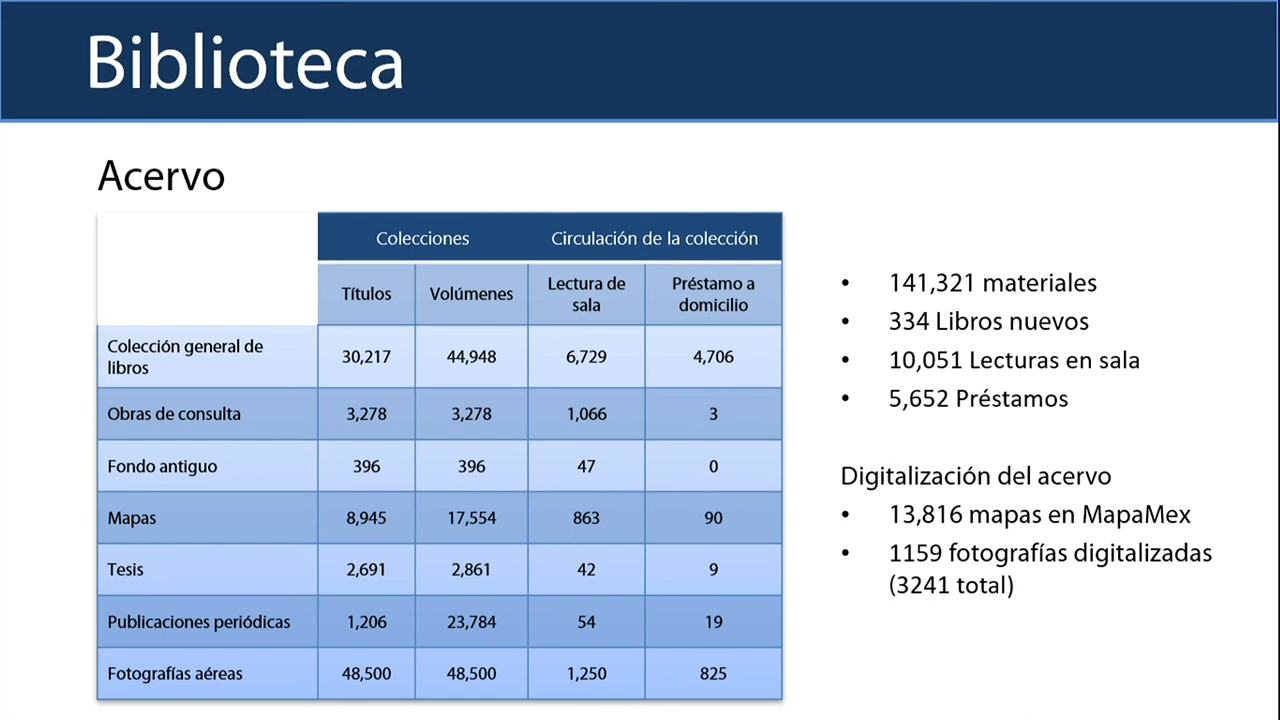 Biblioteca
Acervo
Colecciones Circulación de la colección
Títulos Volúmenes Lectura de sala Préstamo a domicilio
Colección general de libros 30,217 44,948 6,729 4,706
Obras de consulta 3,278 3,278 1,066 3
Fondo antiguo 396 396 47 0
Mapas 8,945 17,554 863 90
Tesis 2,691 2,861 42 9
Publicaciones periódicas 1,206 23,784 54 19
Fotografías aéreas 48,500 48,500 1,250 825
• 141,321 materiales
• 334 Libros nuevos
• 10,051 Lecturas en sala
• 5,652 Préstamos
Digitalización del acervo
• 13,816 mapas en MapaMex
• 1159 fotografías digitalizadas
(3241 total)